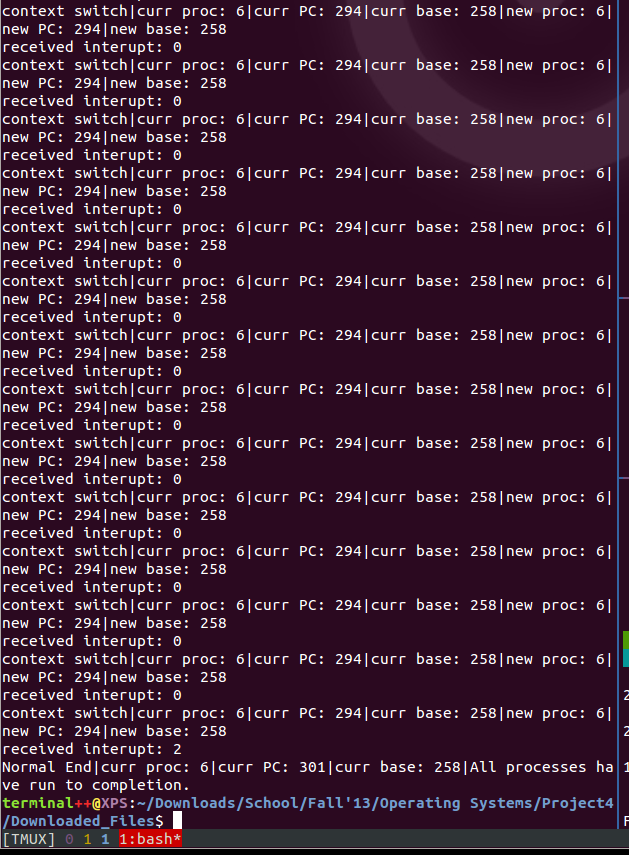 context switch|curr proc: 6|curr PC: 294|curr base: 258|new proc: 6|
new PC: 294|new base: 258
received interupt: 0
context switch|curr proc: 6|curr PC: 294|curr base: 258|new proc: 6|
new PC: 294|new base: 258
received interupt: 0
context switch|curr proc: 6|curr PC: 294|curr base: 258|new proc: 6|
new PC: 294|new base: 258
received interupt: 0
context switch|curr proc: 6|curr PC: 294|curr base: 258|new proc: 6|
new PC: 294|new base: 258
received interupt: 0
context switch|curr proc: 6|curr PC: 294|curr base: 258|new proc: 6|
new PC: 294|new base: 258
received interupt: 0
context switch|curr proc: 6|curr PC: 294|curr base: 258|new proc: 6|
new PC: 294|new base: 258
received interupt: 0
context switch|curr proc: 6|curr PC: 294|curr base: 258|new proc: 6|
new PC: 294|new base: 258
received interupt: 0
context switch|curr proc: 6|curr PC: 294|curr base: 258|new proc: 6|
new PC: 294|new base: 258
received interupt: 0
context switch|curr proc: 6|curr PC: 294|curr base: 258|new proc: 6|
new PC: 294|new base: 258
received interupt: 0
context switch|curr proc: 6|curr PC: 294|curr base: 258|new proc: 6|
new PC: 294|new base: 258
received interupt: 0
context switch|curr proc: 6|curr PC: 294|curr base: 258|new proc: 6|
new PC: 294|new base: 258
received interupt: 0
context switch|curr proc: 6|curr PC: 294|curr base: 258|new proc: 6|
new PC: 294|new base: 258
received interupt: 0
context switch|curr proc: 6|curr PC: 294|curr base: 258|new proc: 6|
new PC: 294|new base: 258
received interupt: 0
context switch|curr proc: 6|curr PC: 294|curr base: 258|new proc: 6|
new PC: 294|new base: 258
received interupt: 2
Normal End|curr proc: 6|curr PC: 301|curr base: 258|All processes ha
ve run to completion.
terminal++@XPS:~/Downloads/School/Fall'13/Operating Systems/Project4
/Downloaded_Files$
[TMUX] 0 1 1 1:bash*